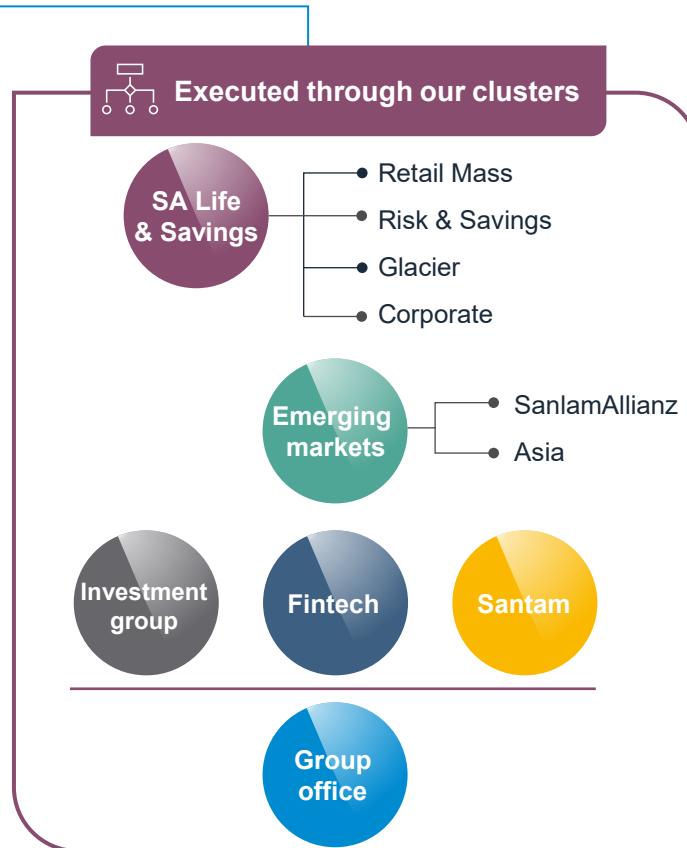 Executed through our clusters
SA Life
& Savings
Retail Mass
Risk & Savings
Glacier
Corporate
Emerging
markets
SanlamAllianz
Asia
Investment
group
Fintech
Santam
Group
office